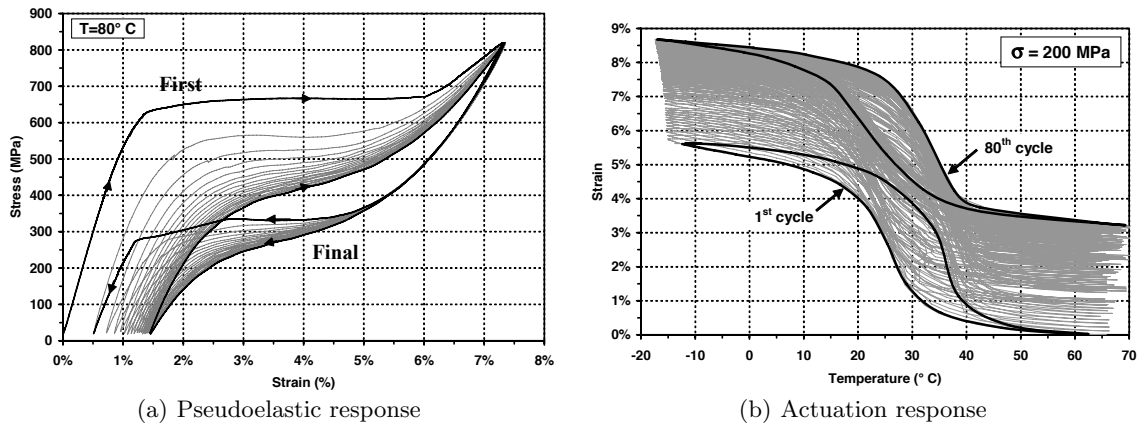 900
800
700
600
500
400
300
200
100
0
Stress (MPa)
T=80° C
First
Final
0% 1% 2% 3% 4% 5% 6% 7% 8%
Strain (%)
(a) Pseudoelastic response
9%
8%
7%
6%
5%
4%
3%
2%
1%
0%
Strain
σ = 200 MPa
80th cycle
1st cycle
-20 -10 0 10 20 30 40 50 60 70
Temperature (° C)
(b) Actuation response